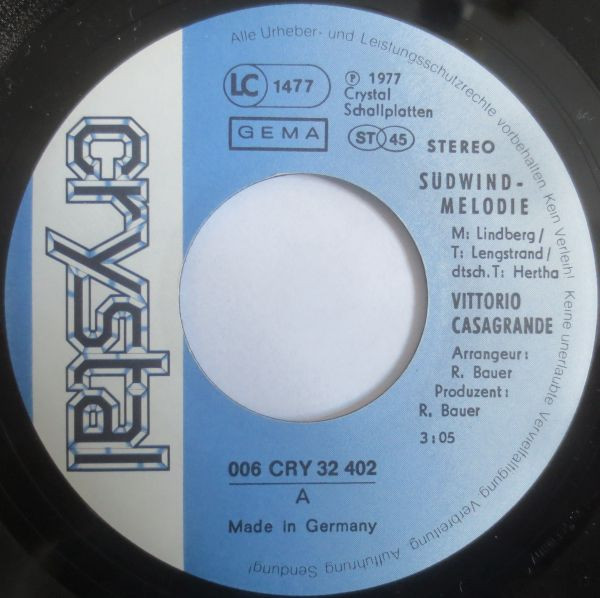 Alle Urheber- und Leistungsschutzrechte vorbehalten. Kein Verleih! Keine unerlaubte Vervielfältigung, Verbreitung, Aufführung, Sendung!
crystal
LC 1477
GEMA
℗ 1977
Crystal
Schallplatten
ST 45
STEREO
SÜDWIND-
MELODIE
M: Lindberg/
T: Lengstrand/
dtsch.T: Hertha
VITTORIO
CASAGRANDE
Arrangeur:
R. Bauer
Produzent:
R. Bauer
3:05
006 CRY 32 402
A
Made in Germany